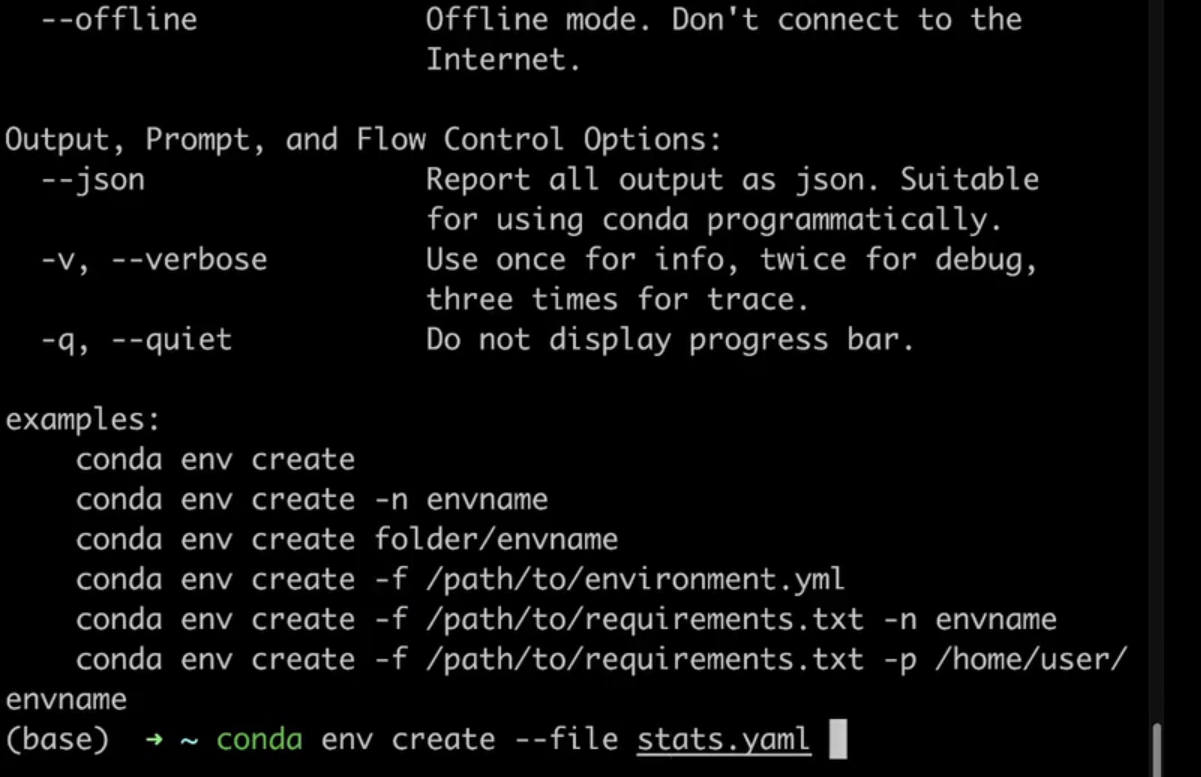 --offline Offline mode. Don't connect to the
Internet.
Output, Prompt, and Flow Control Options:
--json Report all output as json. Suitable
for using conda programmatically.
-v, --verbose Use once for info, twice for debug,
three times for trace.
-q, --quiet Do not display progress bar.
examples:
conda env create
conda env create -n envname
conda env create folder/envname
conda env create -f /path/to/environment.yml
conda env create -f /path/to/requirements.txt -n envname
conda env create -f /path/to/requirements.txt -p /home/user/
envname
(base) ➜ ~ conda env create --file stats.yaml